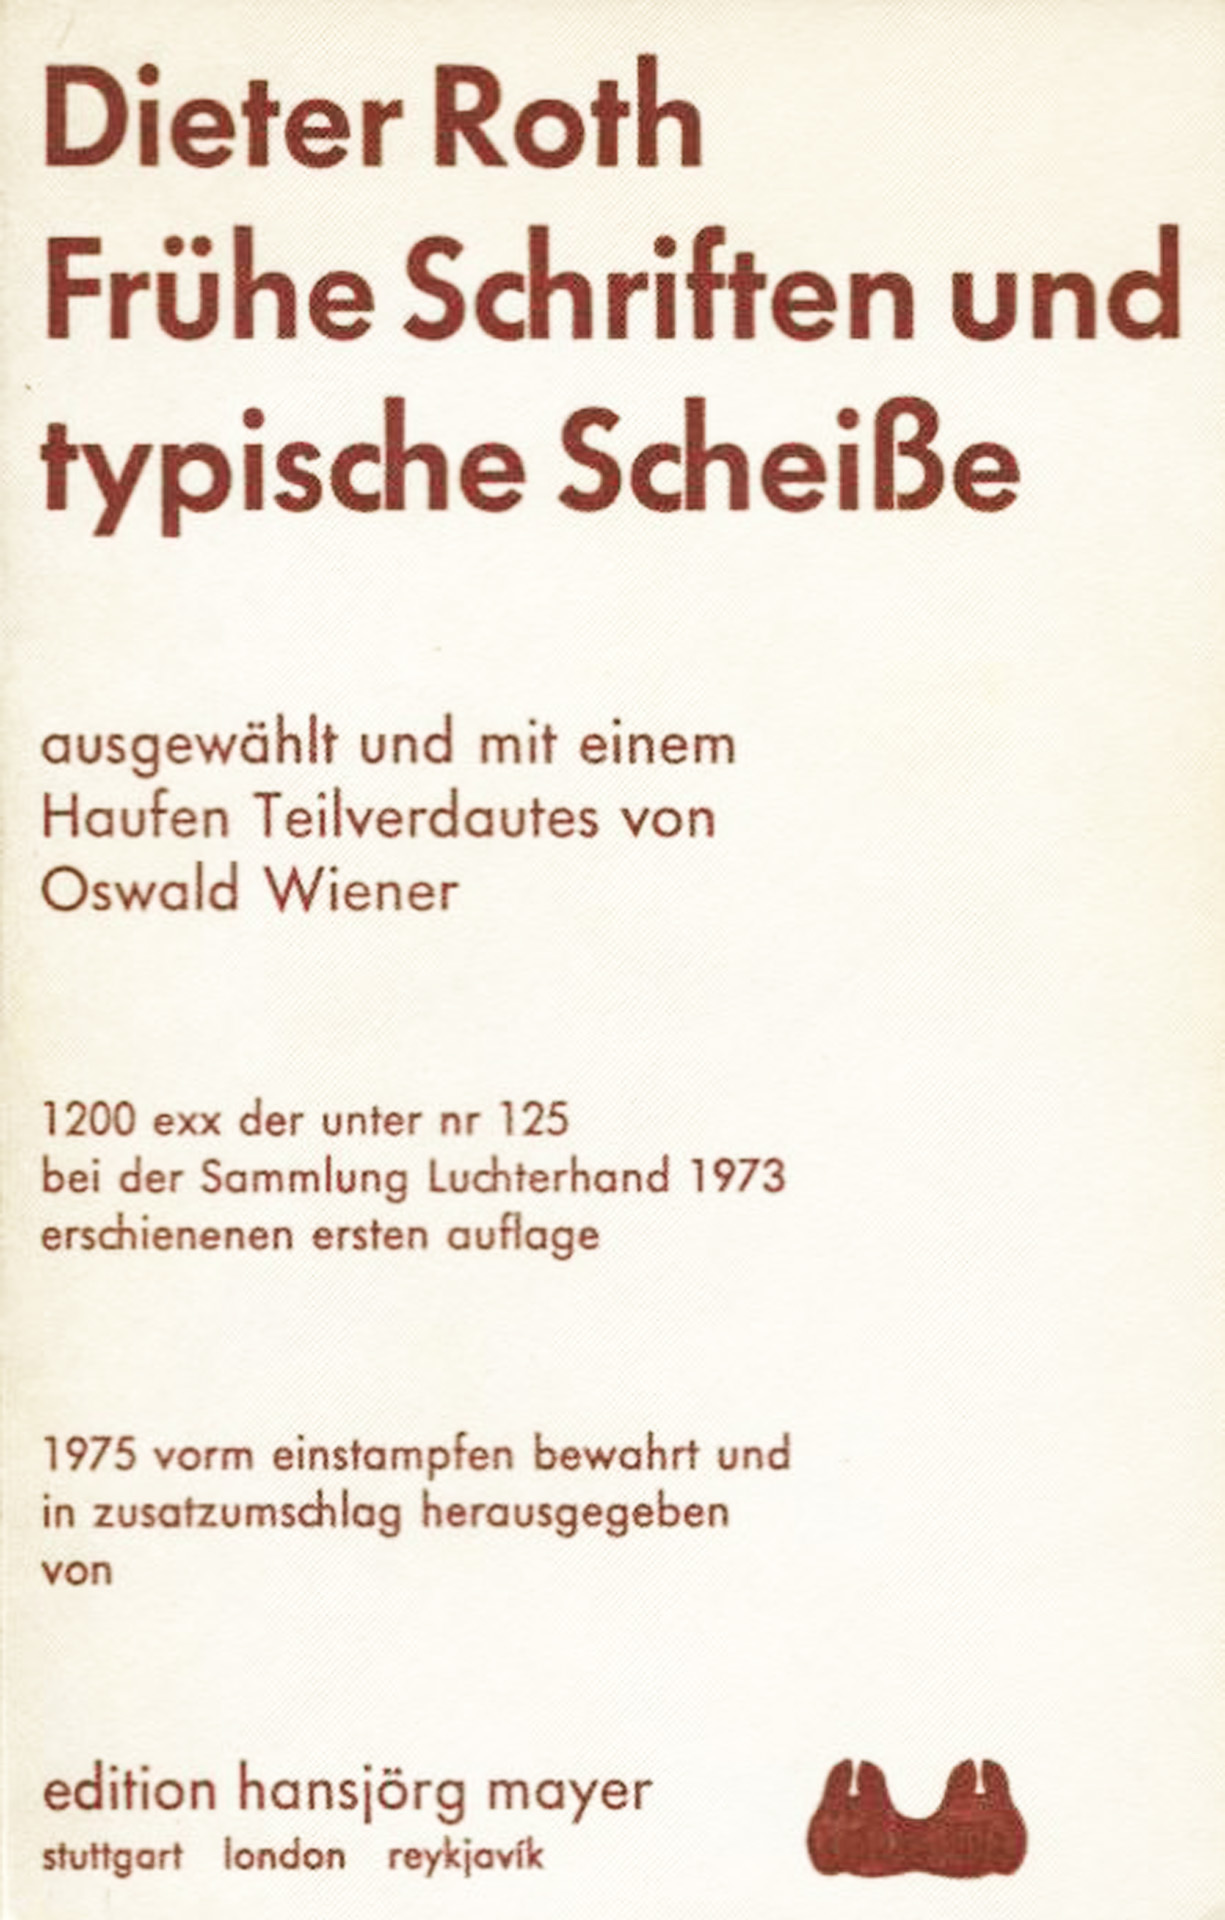 Dieter Roth
Frühe Schriften und
typische Scheiße
ausgewählt und mit einem
Haufen Teilverdautes von
Oswald Wiener
1200 exx der unter nr 125
bei der Sammlung Luchterhand 1973
erschienenen ersten auflage
1975 vorm einstampfen bewahrt und
in zusatzumschlag herausgegeben
von
edition hansjörg mayer
stuttgart london reykjavík